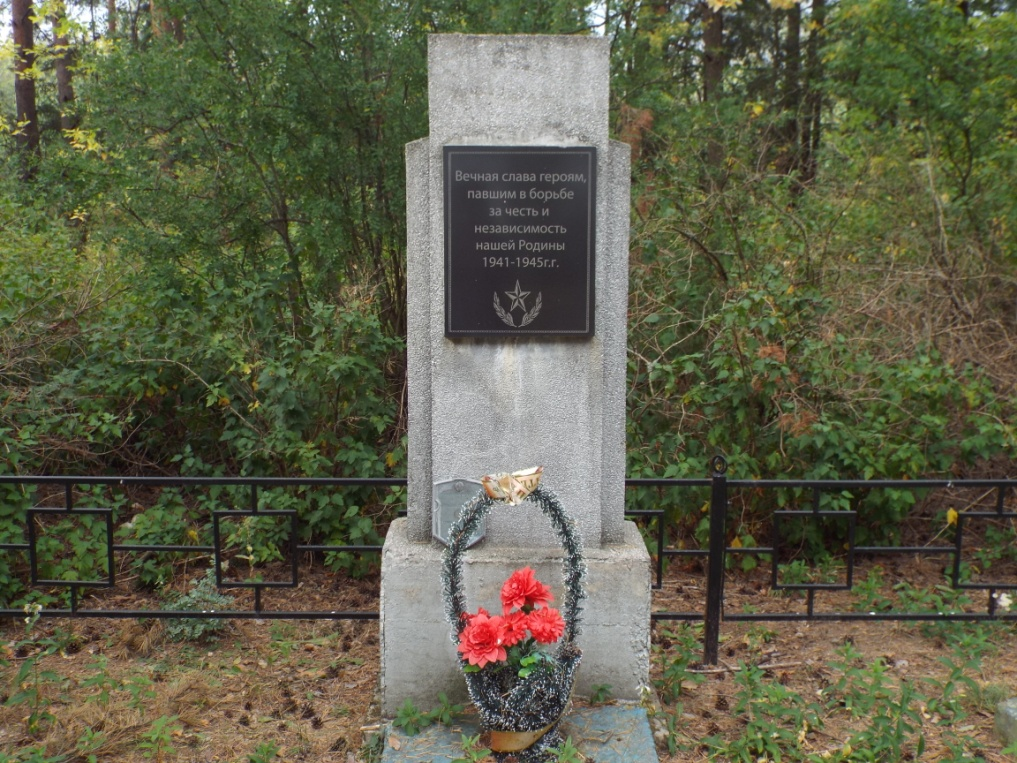 Вечная слава героям,
павшим в борьбе
за честь и
независимость
нашей Родины
1941-1945г.г.